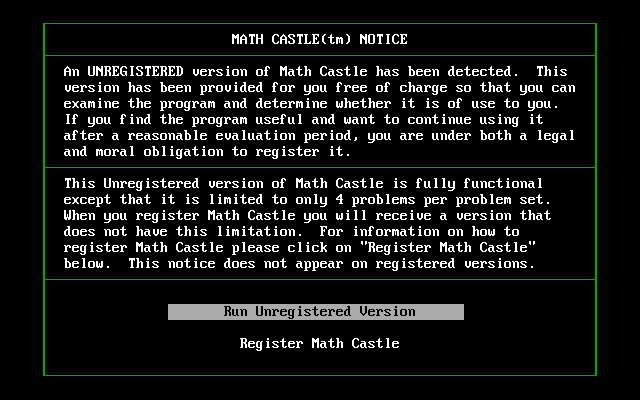 MATH CASTLE(tm) NOTICE
An UNREGISTERED version of Math Castle has been detected.  This
version has been provided for you free of charge so that you can
examine the program and determine whether it is of use to you.
If you find the program useful and want to continue using it
after a reasonable evaluation period, you are under both a legal
and moral obligation to register it.
This Unregistered version of Math Castle is fully functional
except that it is limited to only 4 problems per problem set.
When you register Math Castle you will receive a version that
does not have this limitation.  For information on how to
register Math Castle please click on "Register Math Castle"
below.  This notice does not appear on registered versions.
Run Unregistered Version
Register Math Castle